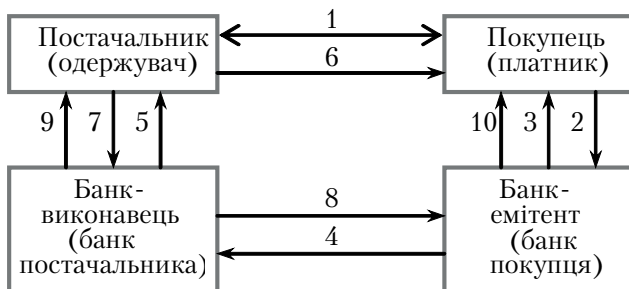 Постачальник
(одержувач)
1
6
Покупець
(платник)
9
7
5
10
3
2
Банк-
виконавець
(банк
постачальника)
8
4
Банк-
емітент
(банк
покупця)